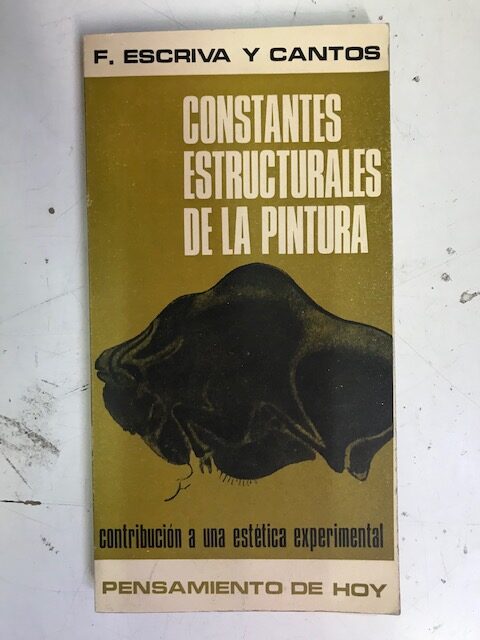 F. ESCRIVA Y CANTOS
CONSTANTES
ESTRUCTURALES
DE LA PINTURA
contribución a una estética experimental
PENSAMIENTO DE HOY